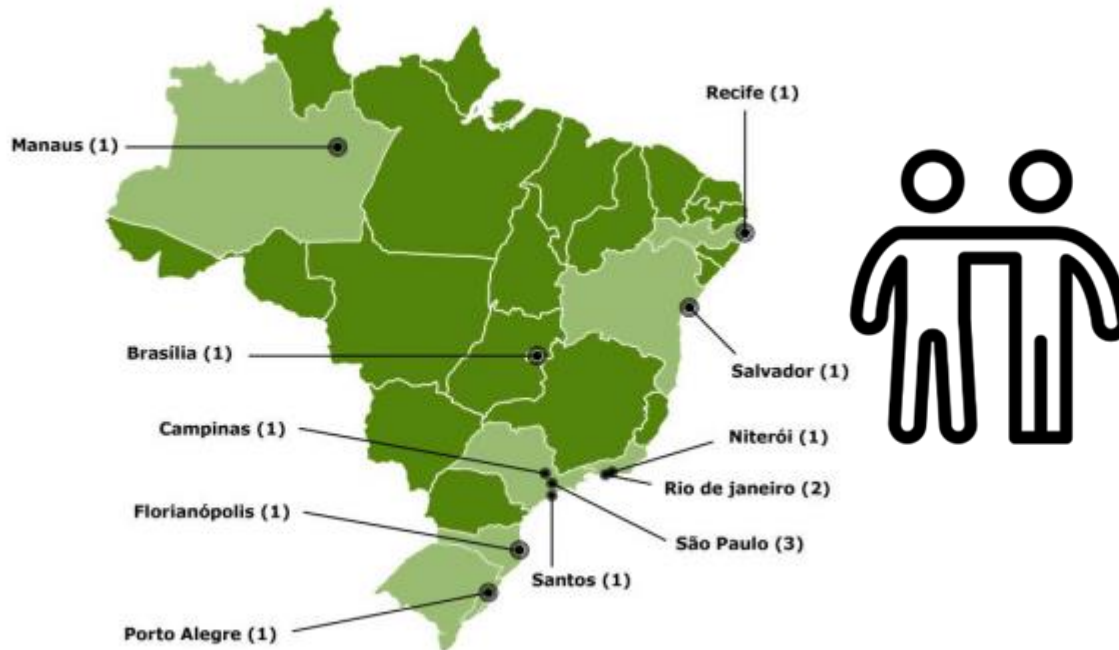 Recife (1)
Manaus (1)
Brasília (1)
Salvador (1)
Campinas (1)
Niterói (1)
Rio de janeiro (2)
Florianópolis (1)
São Paulo (3)
Santos (1)
Porto Alegre (1)